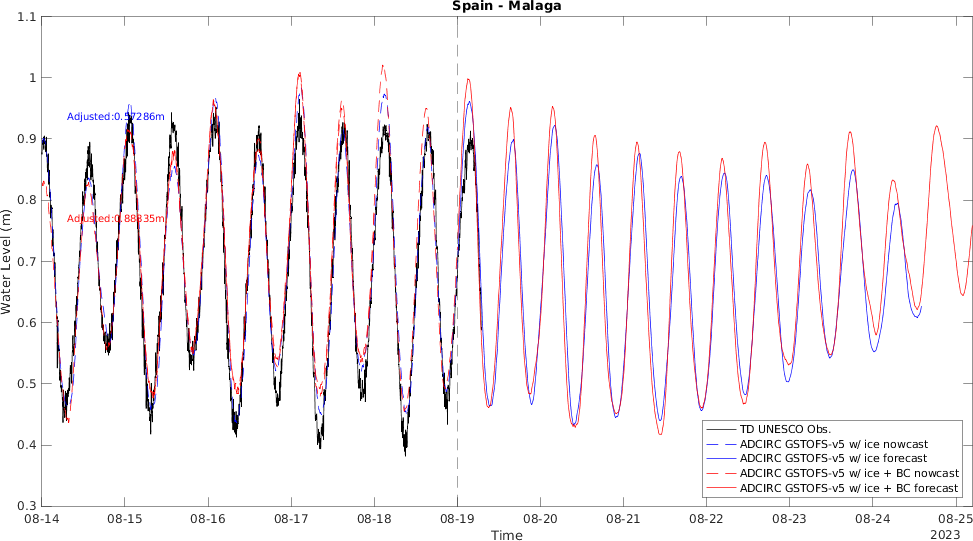 Spain - Malaga
1.1
1
0.9
0.8
0.7
0.6
0.5
0.4
0.3
Water Level (m)
Adjusted:0.57286m
Adjusted:0.88335m
TD UNESCO Obs.
ADCIRC GSTOFS-v5 w/ ice nowcast
ADCIRC GSTOFS-v5 w/ ice forecast
ADCIRC GSTOFS-v5 w/ ice + BC nowcast
ADCIRC GSTOFS-v5 w/ ice + BC forecast
08-14 08-15 08-16 08-17 08-18 08-19 08-20 08-21 08-22 08-23 08-24 08-25
Time
2023